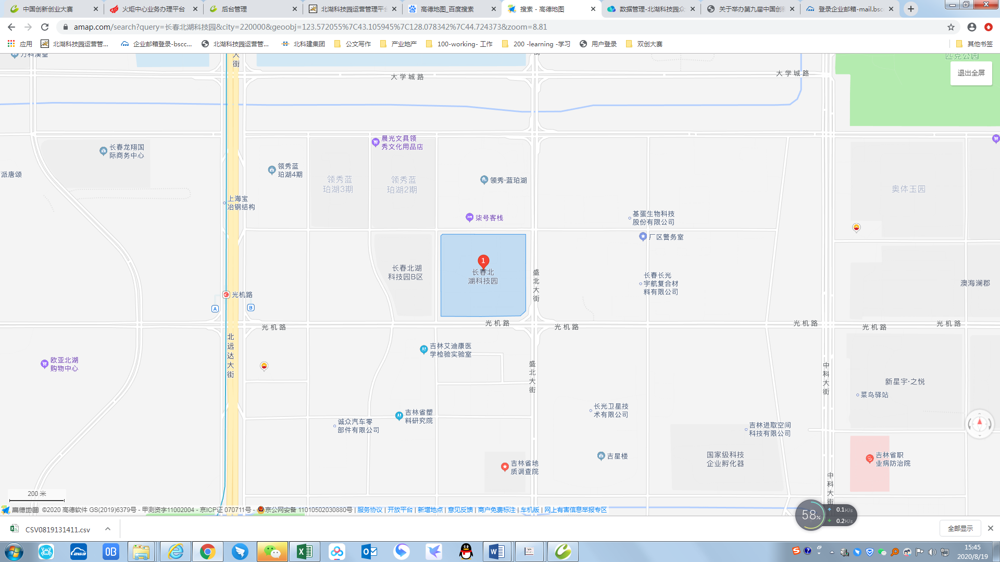 中国创新创业大赛
火炬中心业务办理平台
后台管理
北湖科技园运营管理平台
高德地图_百度搜索
搜索 - 高德地图
数据管理-北湖科技园众
关于举办第九届中国创新
登录企业邮箱-mail.bscc
amap.com/search?query=长春北湖科技园&city=220000&geoobj=123.572055%7C43.105945%7C128.078342%7C44.724373&zoom=8.81
应用
北湖科技园运营管理...
企业邮箱登录-bscc...
北湖科技园运营管...
北科建集团
公文写作
产业地产
100-working- 工作
200 -learning -学习
用户登录
双创大赛
其他书签
万科溪望
大街
街
匹克公园
大学城路
大学城路
退出全屏
长春龙翔国
际商务中心
晨光文具领
秀文化用品店
派唐颂
领秀蓝
珀湖4期
领秀蓝
珀湖3期
领秀蓝
珀湖2期
领秀·蓝珀湖
奥体玉园
上海宝
冶钢结构
柒号客栈
基蛋生物科技
股份有限公司
厂区警务室
长春北湖
科技园B区
1
长春北
湖科技园
盛北大街
长春长光
宇航复合材
料有限公司
澳海澜郡
光机路
A
B
光机路
光机路
光机路
光机路
光机路
光机路
北远达大街
吉林艾迪康医
学检验实验室
欧亚北湖
购物中心
盛北大街
中科大街
新星宇·之悦
菜鸟驿站
长光卫星技
术有限公司
吉林省塑
料研究院
诚众汽车零
部件有限公司
吉林进取空间
科技有限公司
吉星楼
国家级科技
企业孵化器
吉林省职
业病防治院
吉林省地
质调查院
中科大街
200 米
高德地图 ©2020 高德软件 GS(2019)6379号 - 甲测资字11002004 - 京ICP证 070711号 - 京公网安备 11010502030880号 | 服务协议 | 开放平台 | 新增地点 | 意见反馈 | 商户免费标注 | 车机版 | 网上有害信息举报专区
58%
0.1K/s
0.2K/s
CSV0819131411.csv
全部显示
263
OB
15:45
2020/8/19